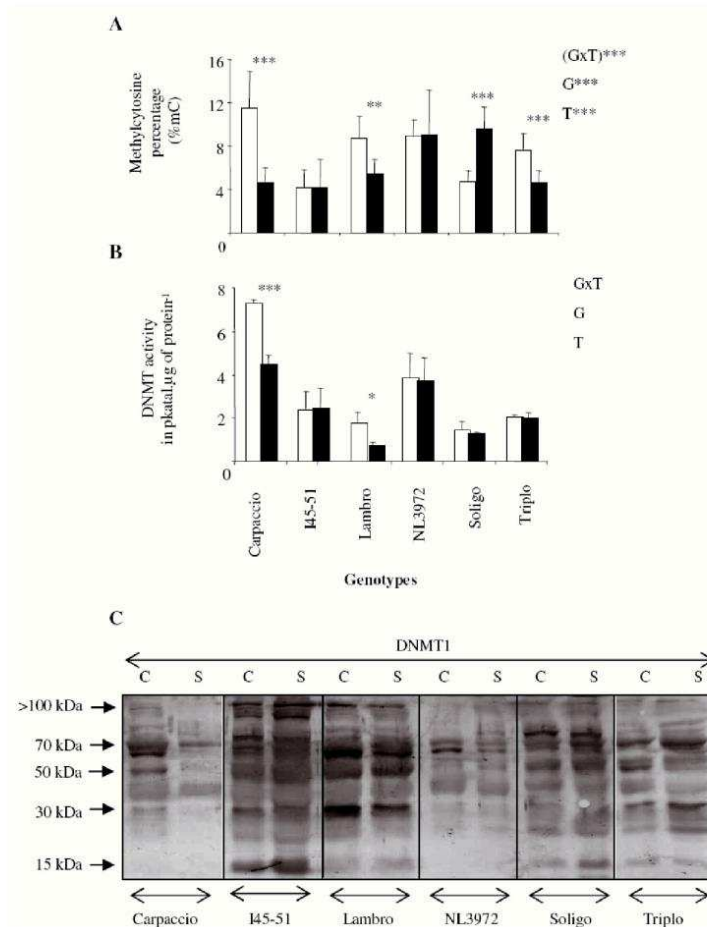 A
Methylcytosine
percentage
(%mC)
16
12
8
4
0
***
**
***
***
(GxT)***
G***
T***
B
DNMT activity
in pkatal.µg of protein-1
8
6
4
2
0
***
*
GxT
G
T
Carpaccio
I45-51
Lambro
NL3972
Soligo
Triplo
Genotypes
C
DNMT1
C S C S C S C S C S C S
>100 kDa
70 kDa
50 kDa
30 kDa
15 kDa
Carpaccio I45-51 Lambro NL3972 Soligo Triplo